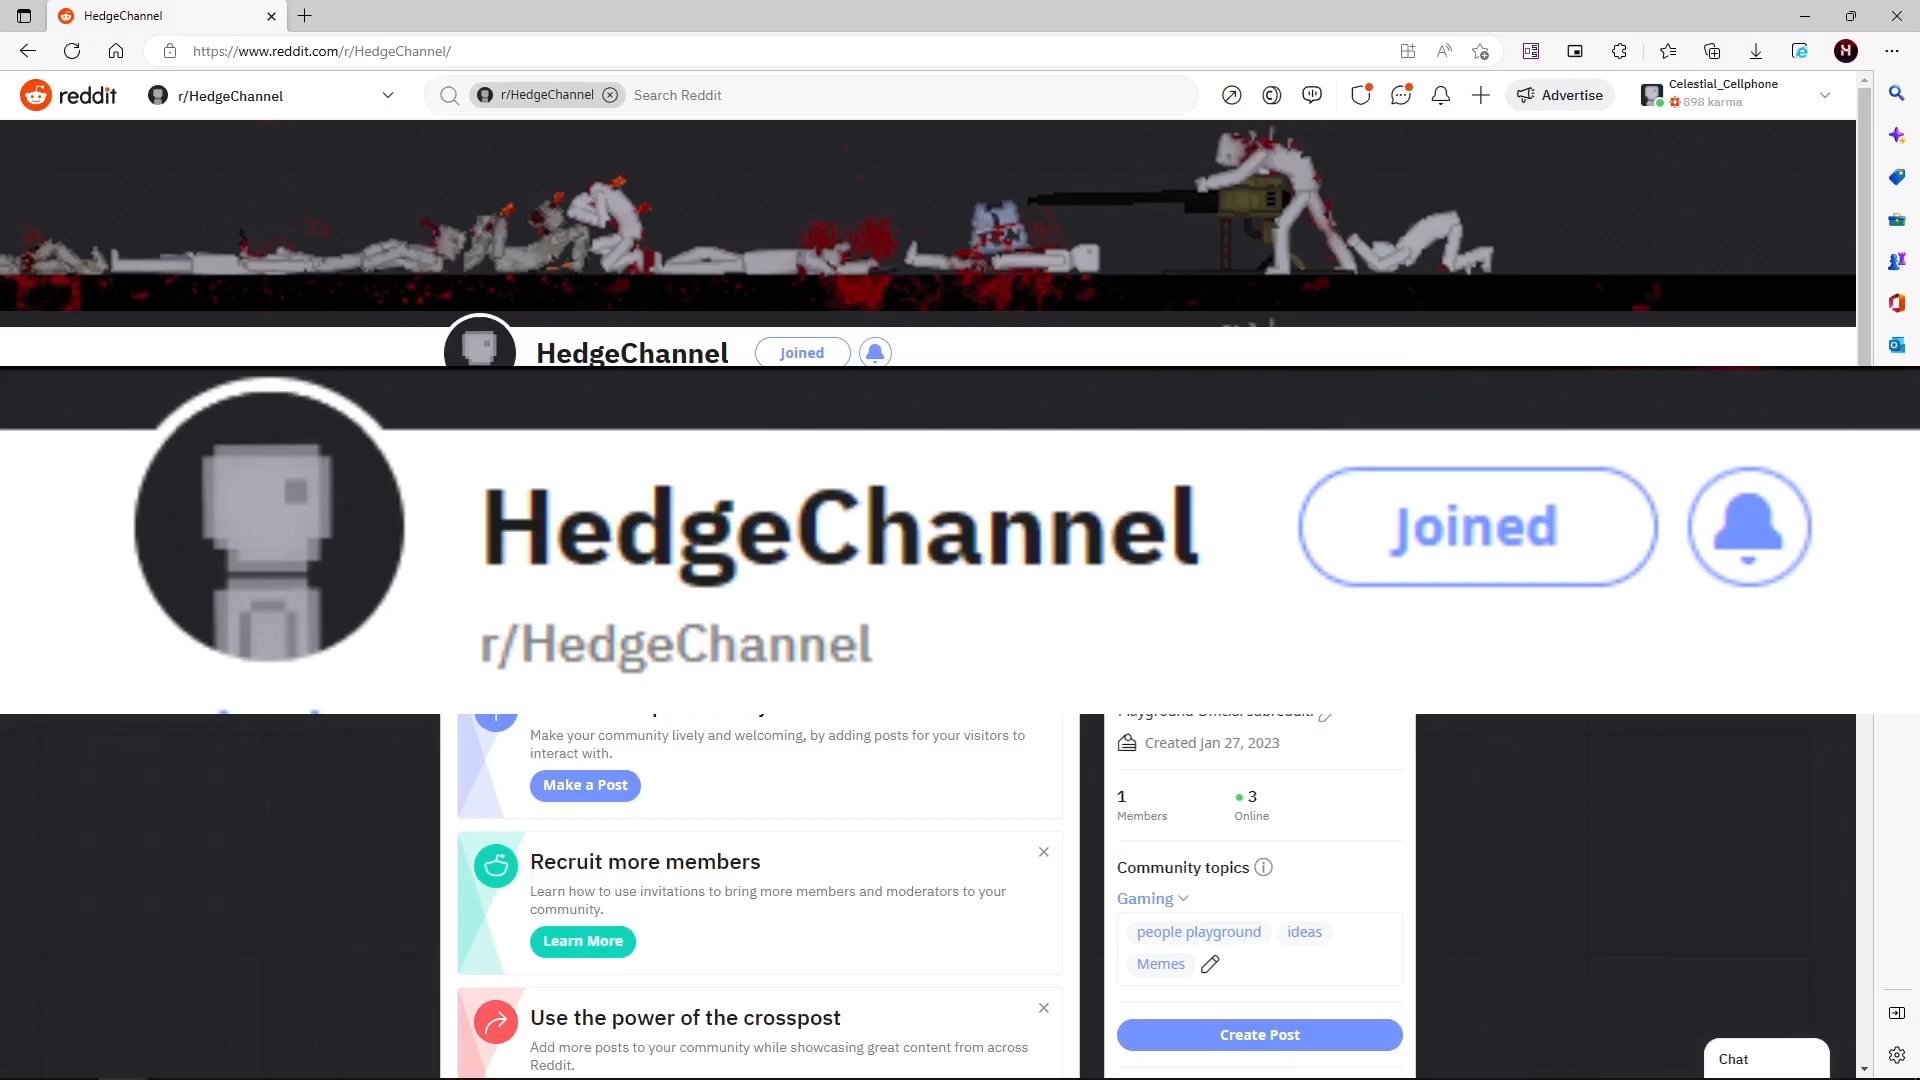 HedgeChannel
https://www.reddit.com/r/HedgeChannel/
reddit
r/HedgeChannel
r/HedgeChannel
Search Reddit
Advertise
Celestial_Cellphone
898 karma
HedgeChannel
Joined
HedgeChannel
Joined
r/HedgeChannel
Make your community lively and welcoming, by adding posts for your visitors to
interact with.
Make a Post
Recruit more members
Learn how to use invitations to bring more members and moderators to your
community.
Learn More
Use the power of the crosspost
Add more posts to your community while showcasing great content from across
Reddit.
Playground Official subreddit!
Created Jan 27, 2023
1
Members
3
Online
Community topics
Gaming
people playground
ideas
Memes
Create Post
Chat